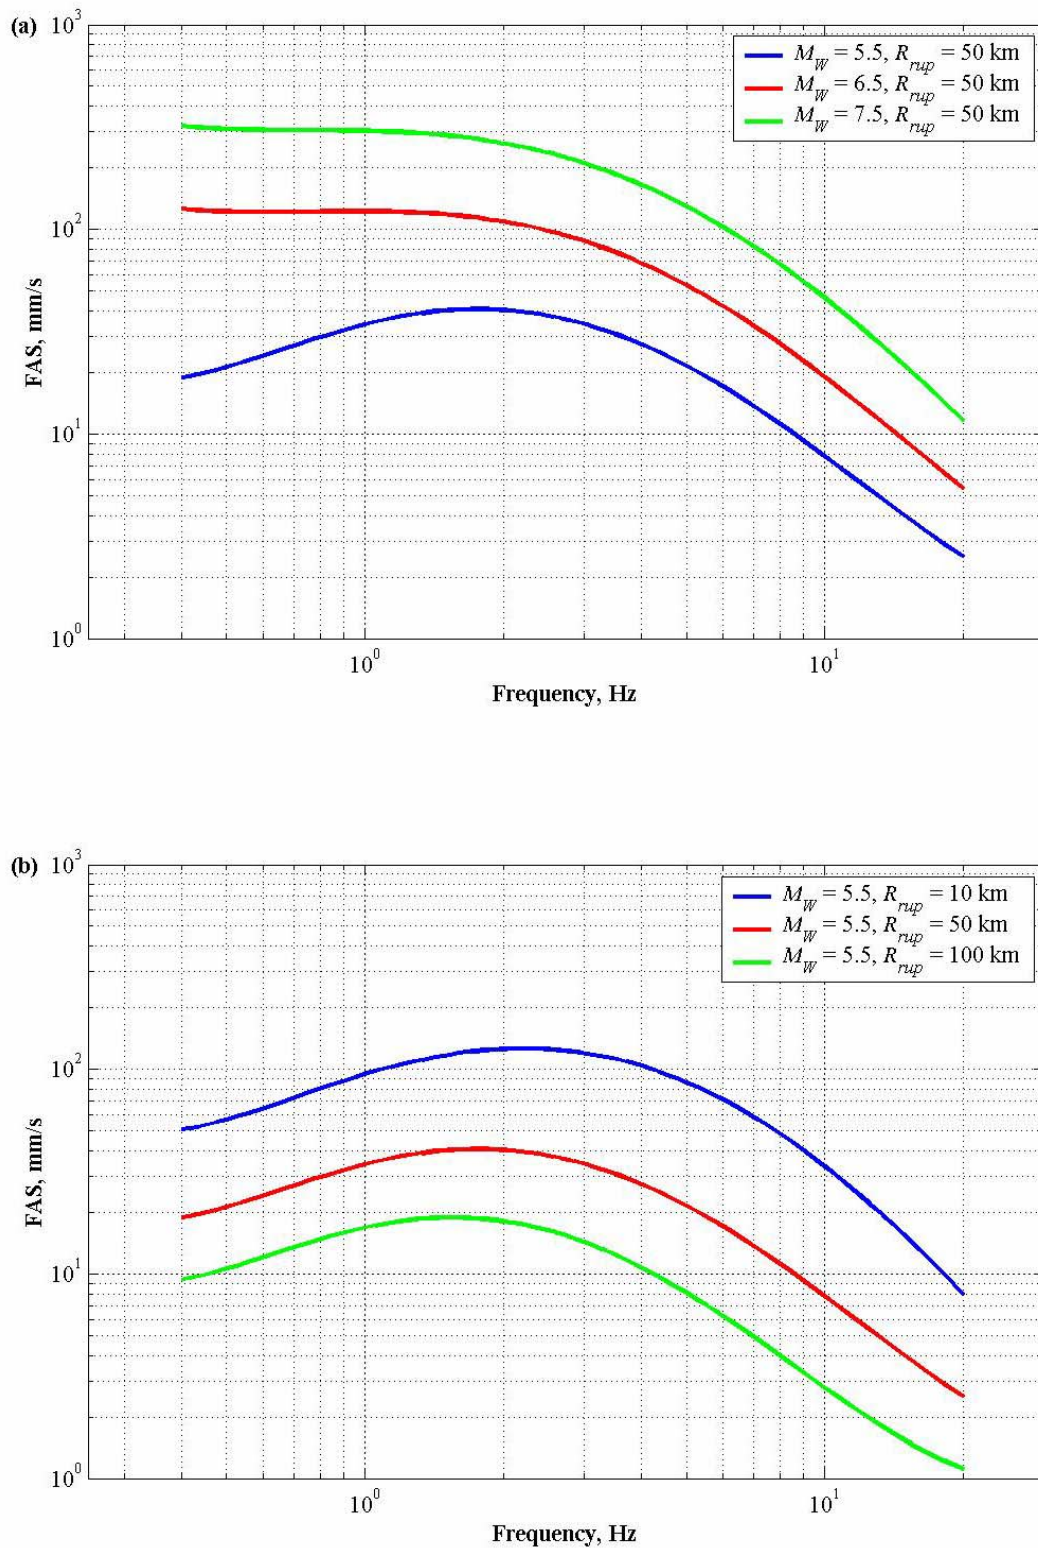 (a)
10^3
10^2
10^1
10^0
FAS, mm/s
M_W = 5.5, R_rup = 50 km
M_W = 6.5, R_rup = 50 km
M_W = 7.5, R_rup = 50 km
10^0
10^1
Frequency, Hz
(b)
10^3
10^2
10^1
10^0
FAS, mm/s
M_W = 5.5, R_rup = 10 km
M_W = 5.5, R_rup = 50 km
M_W = 5.5, R_rup = 100 km
10^0
10^1
Frequency, Hz